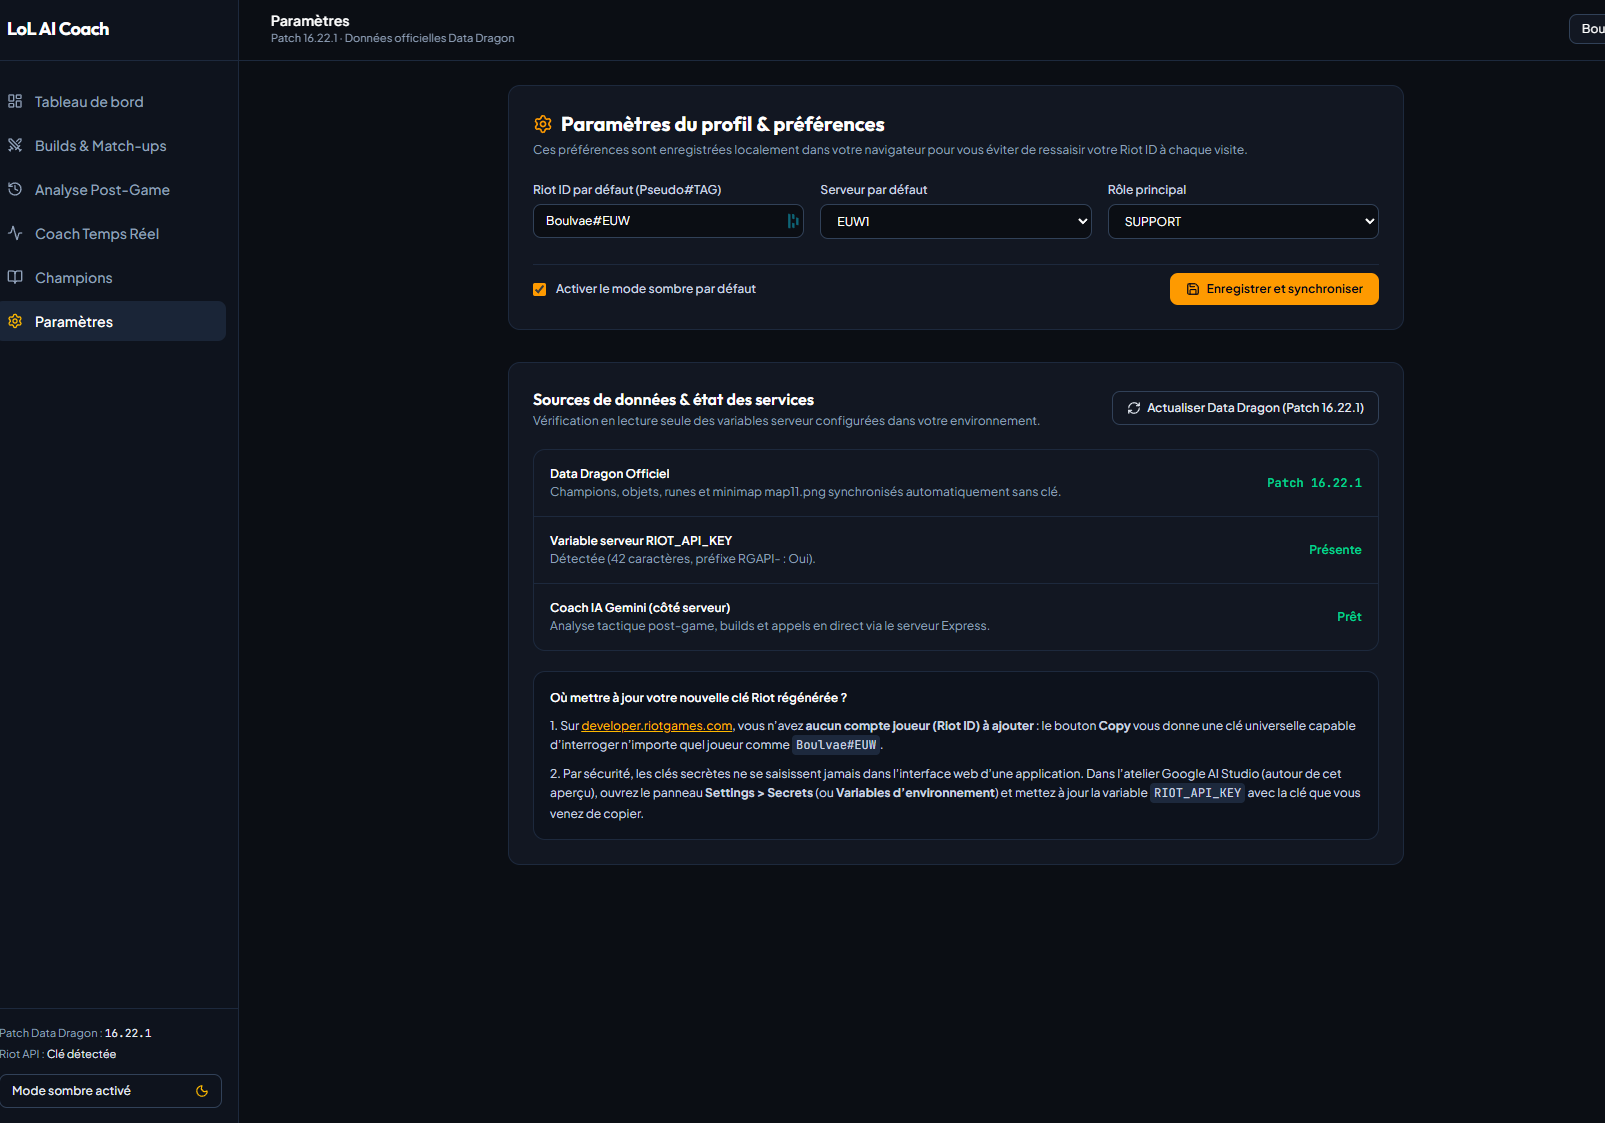 LoL AI Coach
Paramètres
Patch 16.22.1 · Données officielles Data Dragon
Bou
Tableau de bord
Builds & Match-ups
Analyse Post-Game
Coach Temps Réel
Champions
Paramètres
Paramètres du profil & préférences
Ces préférences sont enregistrées localement dans votre navigateur pour vous éviter de ressaisir votre Riot ID à chaque visite.
Riot ID par défaut (Pseudo#TAG)
Serveur par défaut
Rôle principal
Boulvae#EUW
EUW1
SUPPORT
Activer le mode sombre par défaut
Enregistrer et synchroniser
Sources de données & état des services
Vérification en lecture seule des variables serveur configurées dans votre environnement.
Actualiser Data Dragon (Patch 16.22.1)
Data Dragon Officiel
Champions, objets, runes et minimap map11.png synchronisés automatiquement sans clé.
Patch 16.22.1
Variable serveur RIOT_API_KEY
Détectée (42 caractères, préfixe RGAPI- : Oui).
Présente
Coach IA Gemini (côté serveur)
Analyse tactique post-game, builds et appels en direct via le serveur Express.
Prêt
Où mettre à jour votre nouvelle clé Riot régénérée ?
1. Sur developer.riotgames.com, vous n'avez aucun compte joueur (Riot ID) à ajouter : le bouton Copy vous donne une clé universelle capable
d'interroger n'importe quel joueur comme Boulvae#EUW.
2. Par sécurité, les clés secrètes ne se saisissent jamais dans l'interface web d'une application. Dans l'atelier Google AI Studio (autour de cet
aperçu), ouvrez le panneau Settings > Secrets (ou Variables d'environnement) et mettez à jour la variable RIOT_API_KEY avec la clé que vous
venez de copier.
Patch Data Dragon : 16.22.1
Riot API : Clé détectée
Mode sombre activé